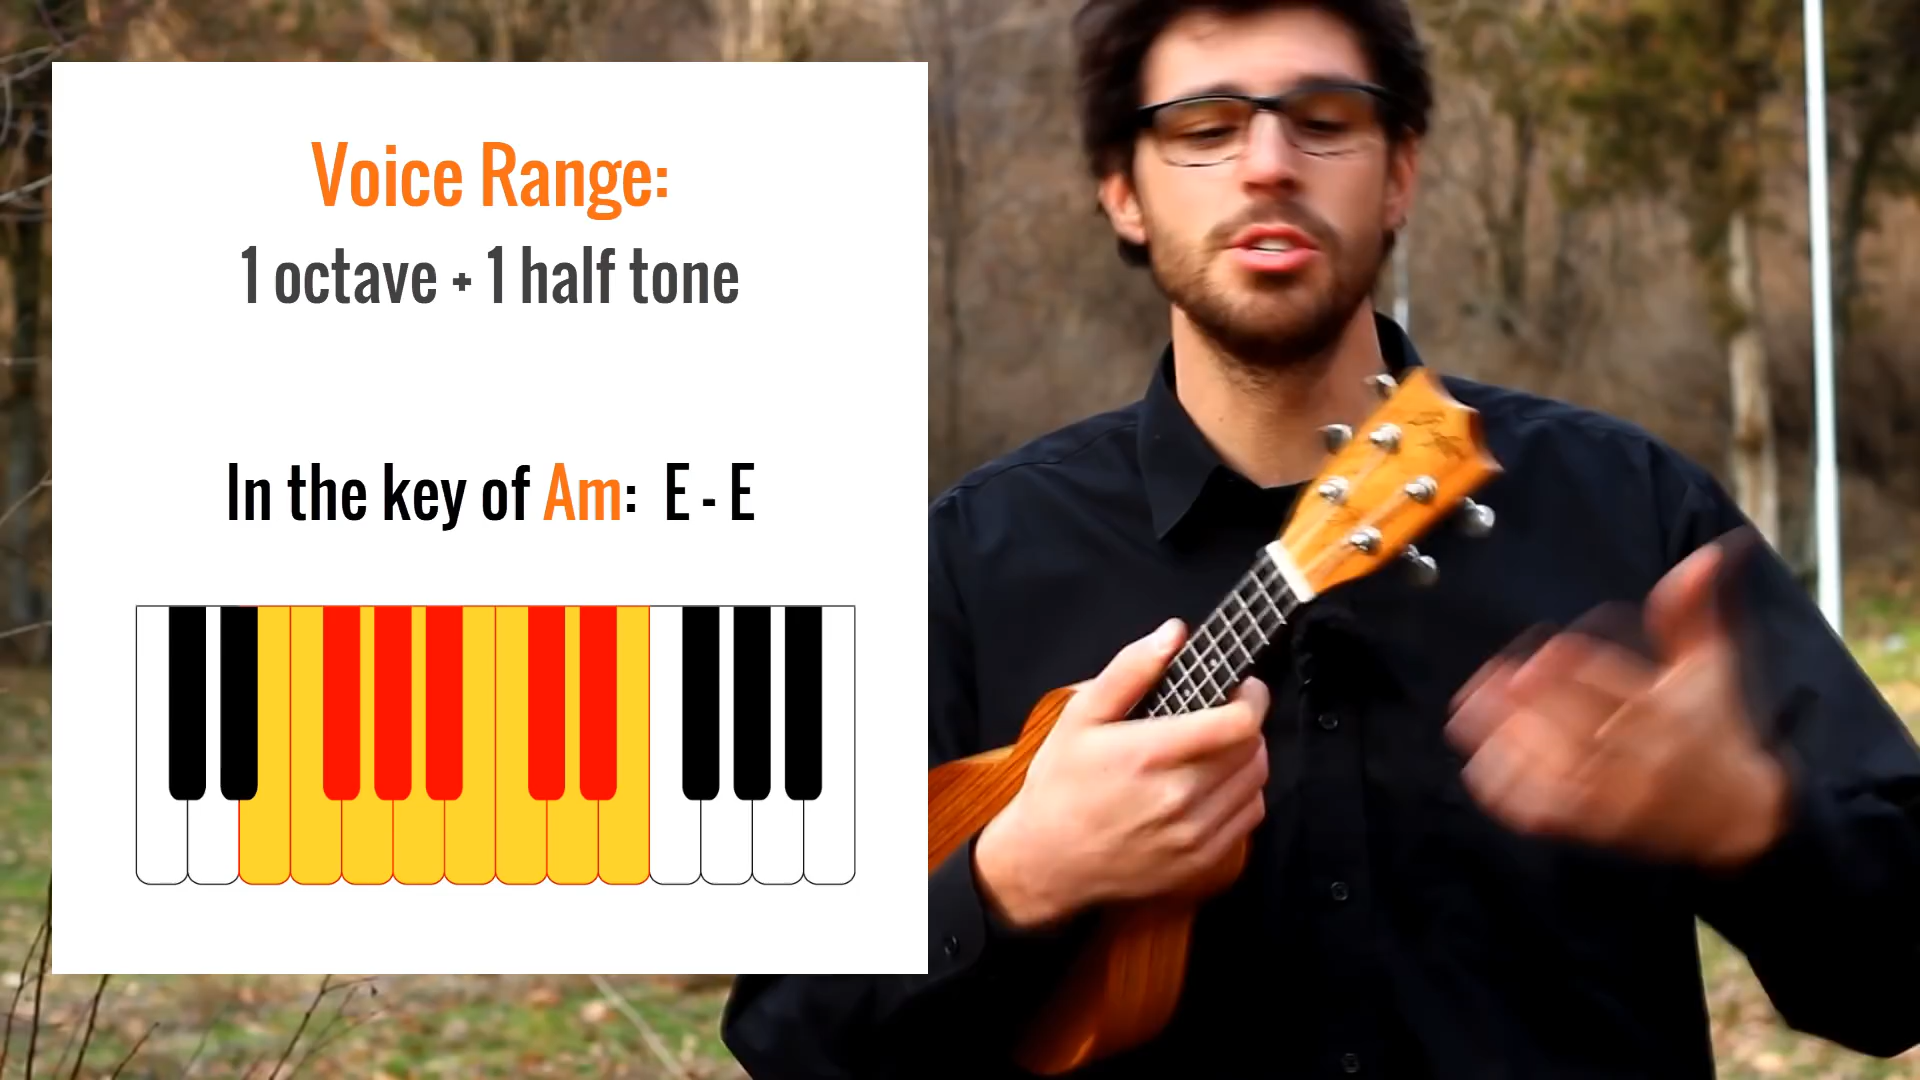 Voice Range:
1 octave + 1 half tone
In the key of Am: E - E